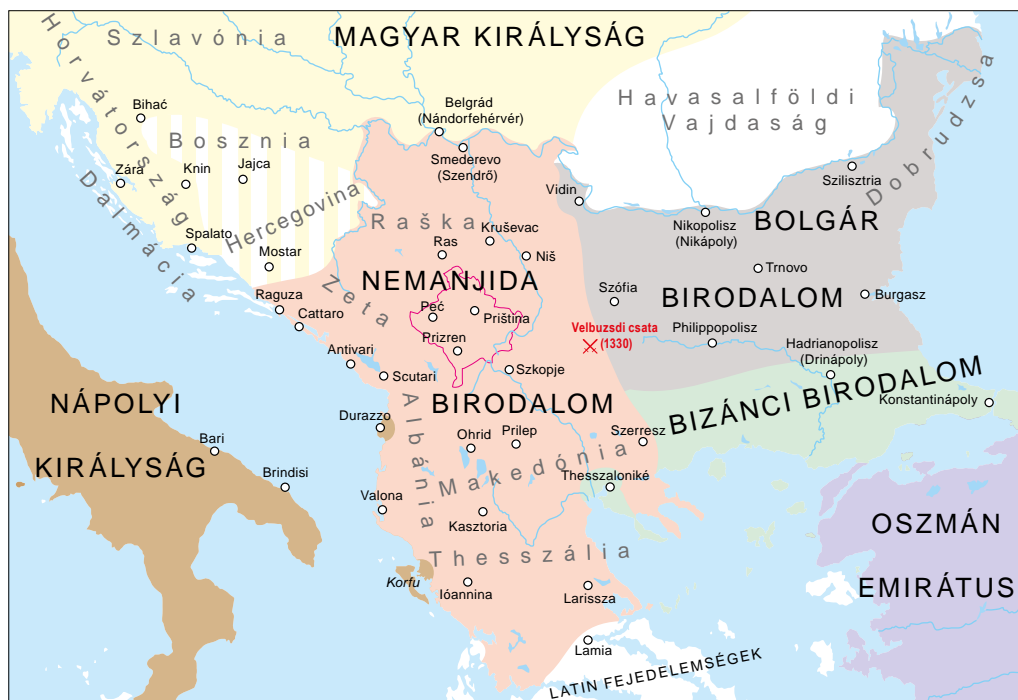 Szlavónia
MAGYAR KIRÁLYSÁG
Horvátország
Bihać
Belgrád
(Nándorfehérvér)
Havasalföldi
Vajdaság
Dobrudzsa
Bosznia
Smederevo
(Szendrő)
Zára
Knin
Jajca
Szilisztria
Vidin
Dalmácia
Hercegovina
Raška
Kruševac
Nikopolisz
(Nikápoly)
BOLGÁR
Spalato
Ras
Niš
Mostar
NEMANJIDA
Trnovo
Zeta
Szófia
BIRODALOM
Burgasz
Raguza
Peć
Priština
Cattaro
Velbuzsdi csata
(1330)
Philippopolisz
Prizren
Hadrianopolisz
(Drinápoly)
Antivari
Scutari
Szkopje
NÁPOLYI
BIRODALOM
BIZÁNCI BIRODALOM
Konstantinápoly
Durazzo
Albánia
Bari
Ohrid
Prilep
Szerresz
KIRÁLYSÁG
Brindisi
Makedónia
Thesszaloniké
Valona
Kasztoria
OSZMÁN
Thesszália
Korfu
Ióannina
Larissza
EMIRÁTUS
Lamia
LATIN FEJEDELEMSÉGEK